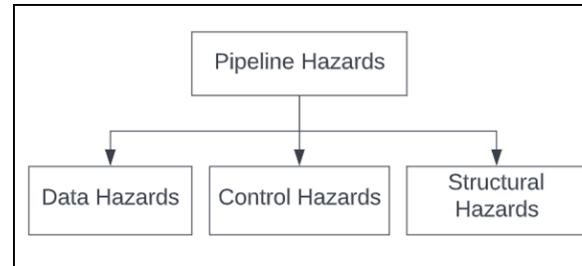 Pipeline Hazards
Data Hazards
Control Hazards
Structural
Hazards